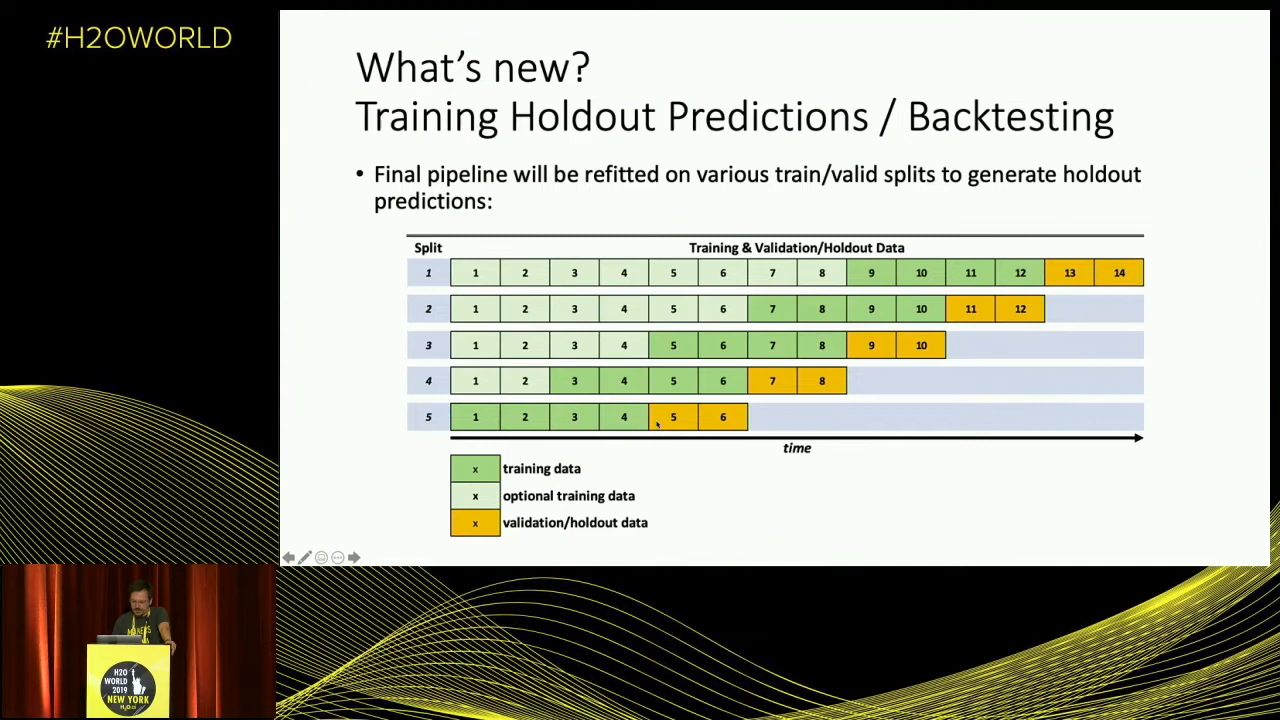 #H2OWORLD
What's new?
Training Holdout Predictions / Backtesting
• Final pipeline will be refitted on various train/valid splits to generate holdout
predictions:
Split Training & Validation/Holdout Data
1 1 2 3 4 5 6 7 8 9 10 11 12 13 14
2 1 2 3 4 5 6 7 8 9 10 11 12
3 1 2 3 4 5 6 7 8 9 10
4 1 2 3 4 5 6 7 8
5 1 2 3 4 5 6
time
x training data
x optional training data
x validation/holdout data
MAKERS
H2O
WORLD
2019
NEW YORK
H2O.ai